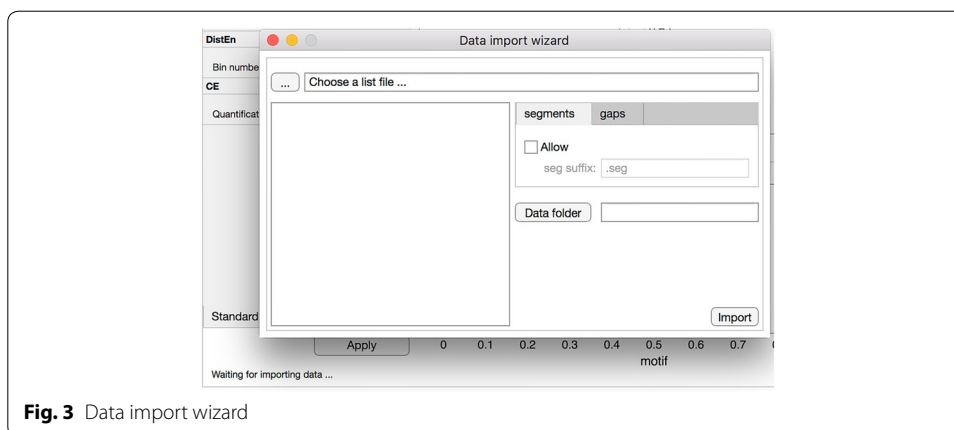 DistEn
Data import wizard
Bin numbe
... Choose a list file ...
CE
Quantificat
segments gaps
Allow
seg suffix: .seg
Data folder
Standard
Import
Apply 0 0.1 0.2 0.3 0.4 0.5 0.6 0.7
motif
Waiting for importing data ...
Fig. 3 Data import wizard